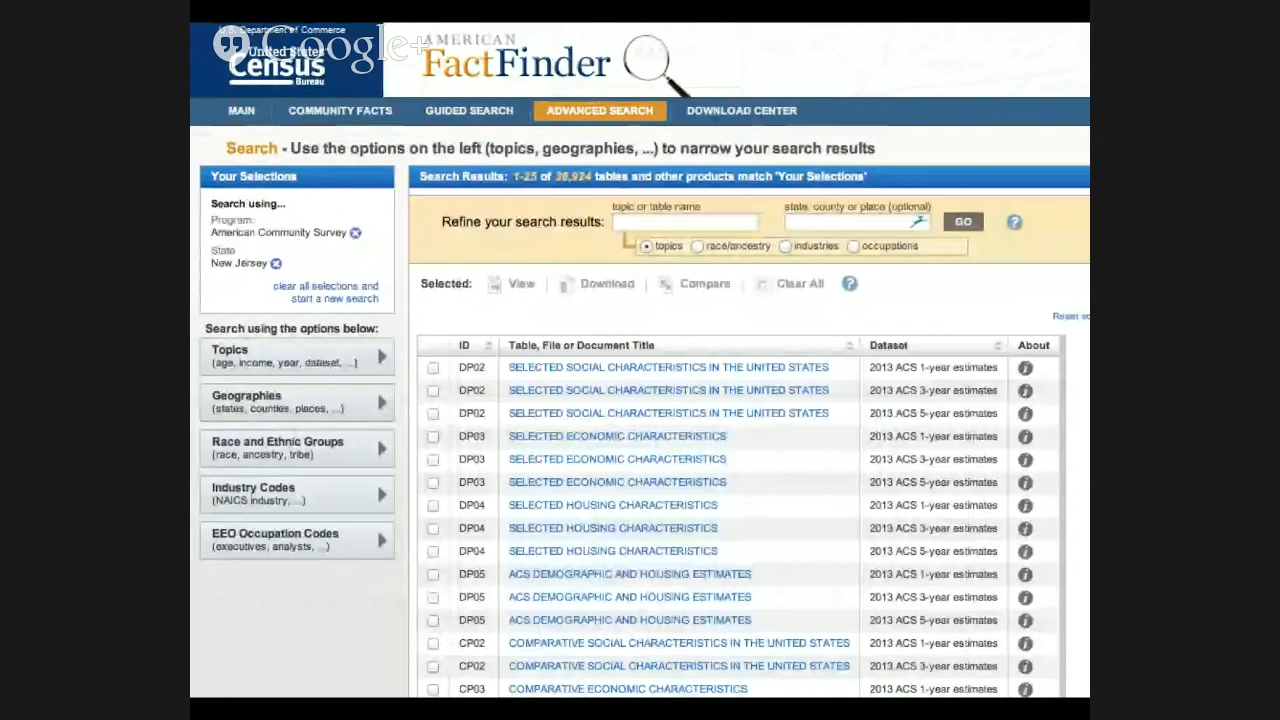 U.S. Department of Commerce
Google+
United States
Census
Bureau
AMERICAN
FactFinder
MAIN
COMMUNITY FACTS
GUIDED SEARCH
ADVANCED SEARCH
DOWNLOAD CENTER
Search - Use the options on the left (topics, geographies, ...) to narrow your search results
Your Selections
Search using...
Program:
American Community Survey
State
New Jersey
clear all selections and
start a new search
Search using the options below:
Topics
(age, income, year, dataset, ...)
Geographies
(states, counties, places, ...)
Race and Ethnic Groups
(race, ancestry, tribe)
Industry Codes
(NAICS industry, ...)
EEO Occupation Codes
(executives, analysts, ...)
Search Results: 1-25 of tables and other products match 'Your Selections'
topic or table name
state, county or place (optional)
Refine your search results:
GO
topics race/ancestry industries occupations
Selected: View | Download | Compare | Clear All
Reset
ID Table, File or Document Title Dataset About
DP02 SELECTED SOCIAL CHARACTERISTICS IN THE UNITED STATES 2013 ACS 1-year estimates
DP02 SELECTED SOCIAL CHARACTERISTICS IN THE UNITED STATES 2013 ACS 3-year estimates
DP02 SELECTED SOCIAL CHARACTERISTICS IN THE UNITED STATES 2013 ACS 5-year estimates
DP03 SELECTED ECONOMIC CHARACTERISTICS 2013 ACS 1-year estimates
DP03 SELECTED ECONOMIC CHARACTERISTICS 2013 ACS 3-year estimates
DP03 SELECTED ECONOMIC CHARACTERISTICS 2013 ACS 5-year estimates
DP04 SELECTED HOUSING CHARACTERISTICS 2013 ACS 1-year estimates
DP04 SELECTED HOUSING CHARACTERISTICS 2013 ACS 3-year estimates
DP04 SELECTED HOUSING CHARACTERISTICS 2013 ACS 5-year estimates
DP05 ACS DEMOGRAPHIC AND HOUSING ESTIMATES 2013 ACS 1-year estimates
DP05 ACS DEMOGRAPHIC AND HOUSING ESTIMATES 2013 ACS 3-year estimates
DP05 ACS DEMOGRAPHIC AND HOUSING ESTIMATES 2013 ACS 5-year estimates
CP02 COMPARATIVE SOCIAL CHARACTERISTICS IN THE UNITED STATES 2013 ACS 1-year estimates
CP02 COMPARATIVE SOCIAL CHARACTERISTICS IN THE UNITED STATES 2013 ACS 3-year estimates
CP03 COMPARATIVE ECONOMIC CHARACTERISTICS 2013 ACS 1-year estimates